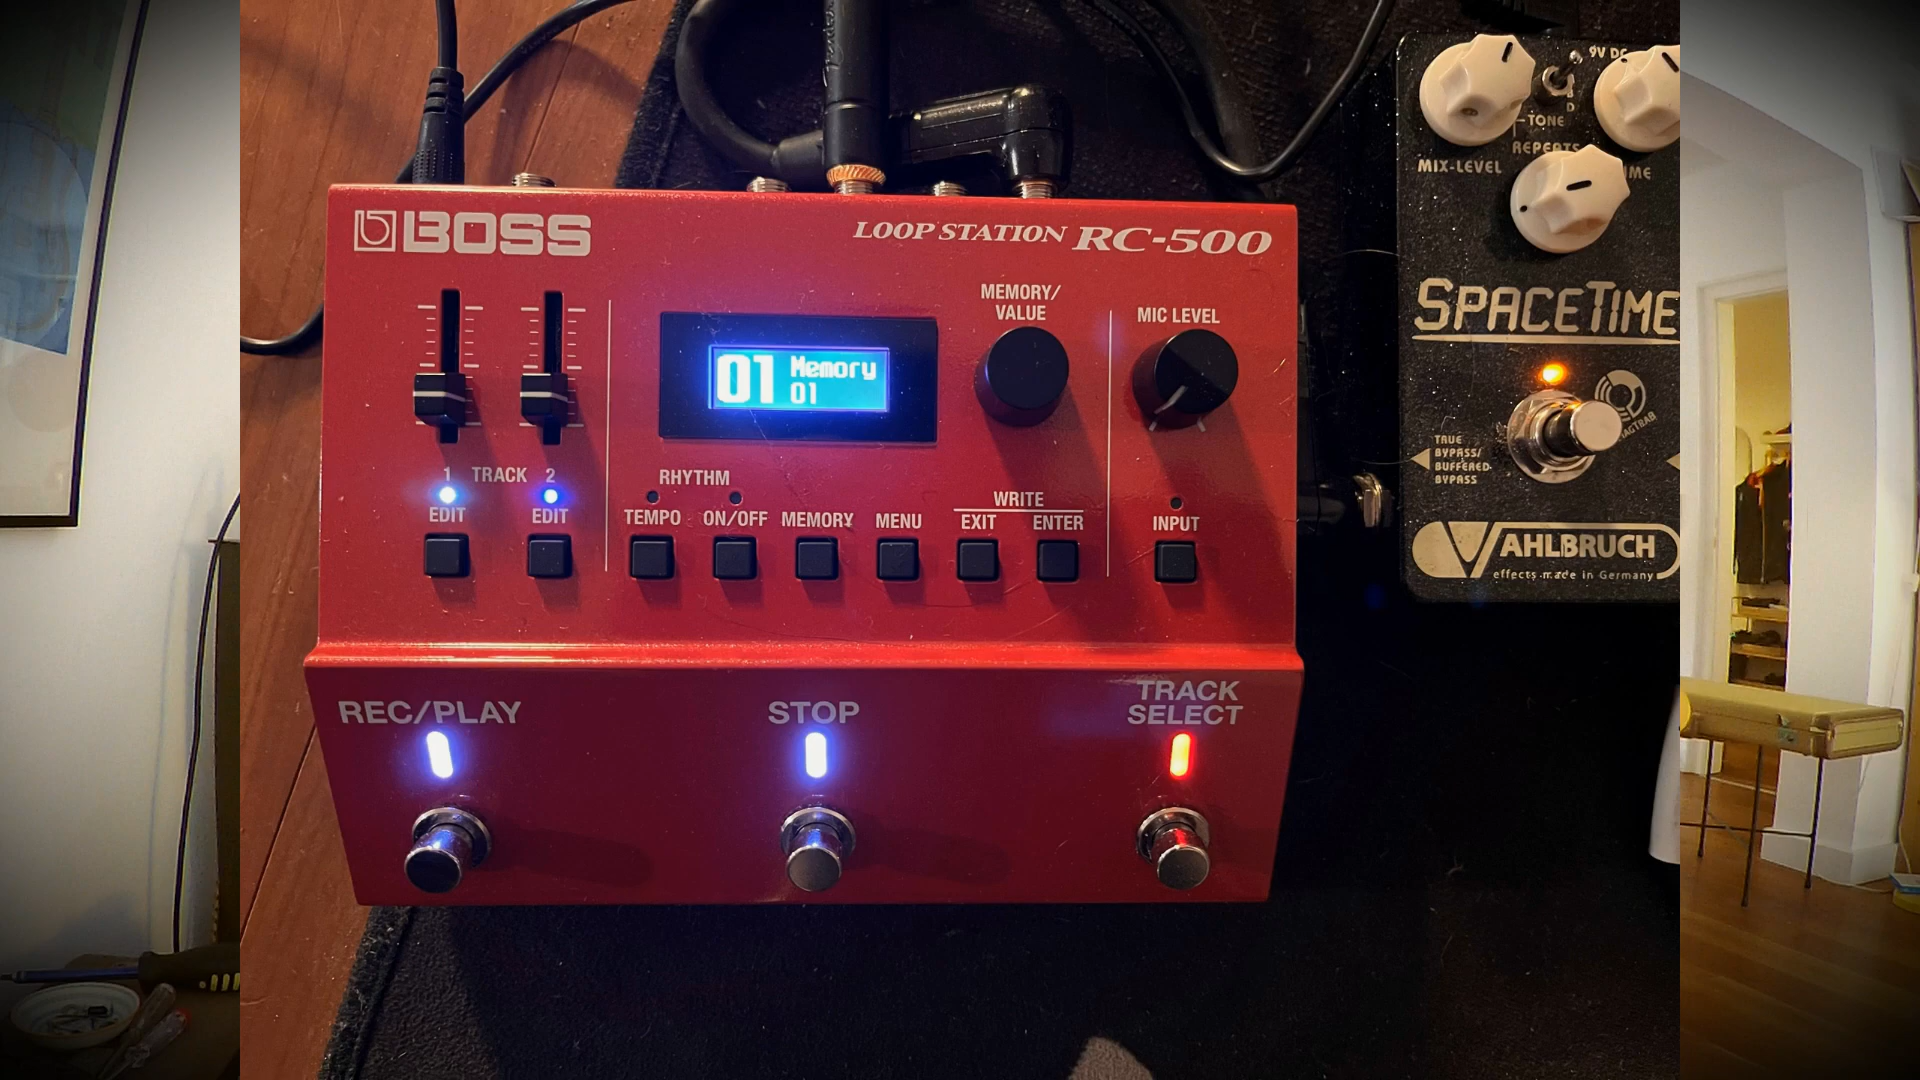 BOSS
LOOP STATION RC-500
MEMORY/
VALUE
MIC LEVEL
01 Memory
01
1 TRACK 2
EDIT EDIT
RHYTHM
TEMPO ON/OFF MEMORY MENU
WRITE
EXIT ENTER
INPUT
REC/PLAY
STOP
TRACK
SELECT
9V DC
TONE
REPEATS
MIX-LEVEL
SPACETIME
TRUE
BYPASS/
BUFFERED
BYPASS
VAHLBRUCH
effects made in Germany